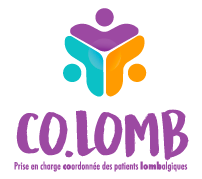 CO.LOMB
Prise en charge coordonnée des patients lombalgiques